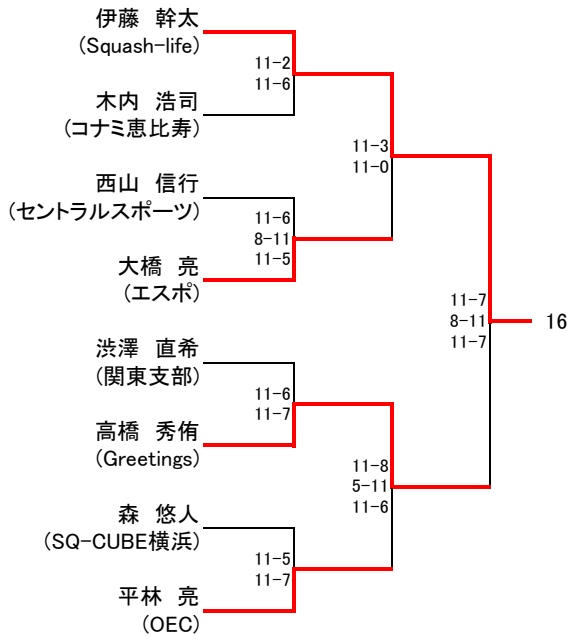 伊藤　幹太
(Squash-life)
11-2
11-6
木内　浩司
(コナミ恵比寿)
11-3
11-0
西山　信行
(セントラルスポーツ)
11-6
8-11
11-5
大橋　亮
(エスポ)
11-7
8-11
11-7
16
渋澤　直希
(関東支部)
11-6
11-7
高橋　秀侑
(Greetings)
11-8
5-11
11-6
森　悠人
(SQ-CUBE横浜)
11-5
11-7
平林　亮
(OEC)